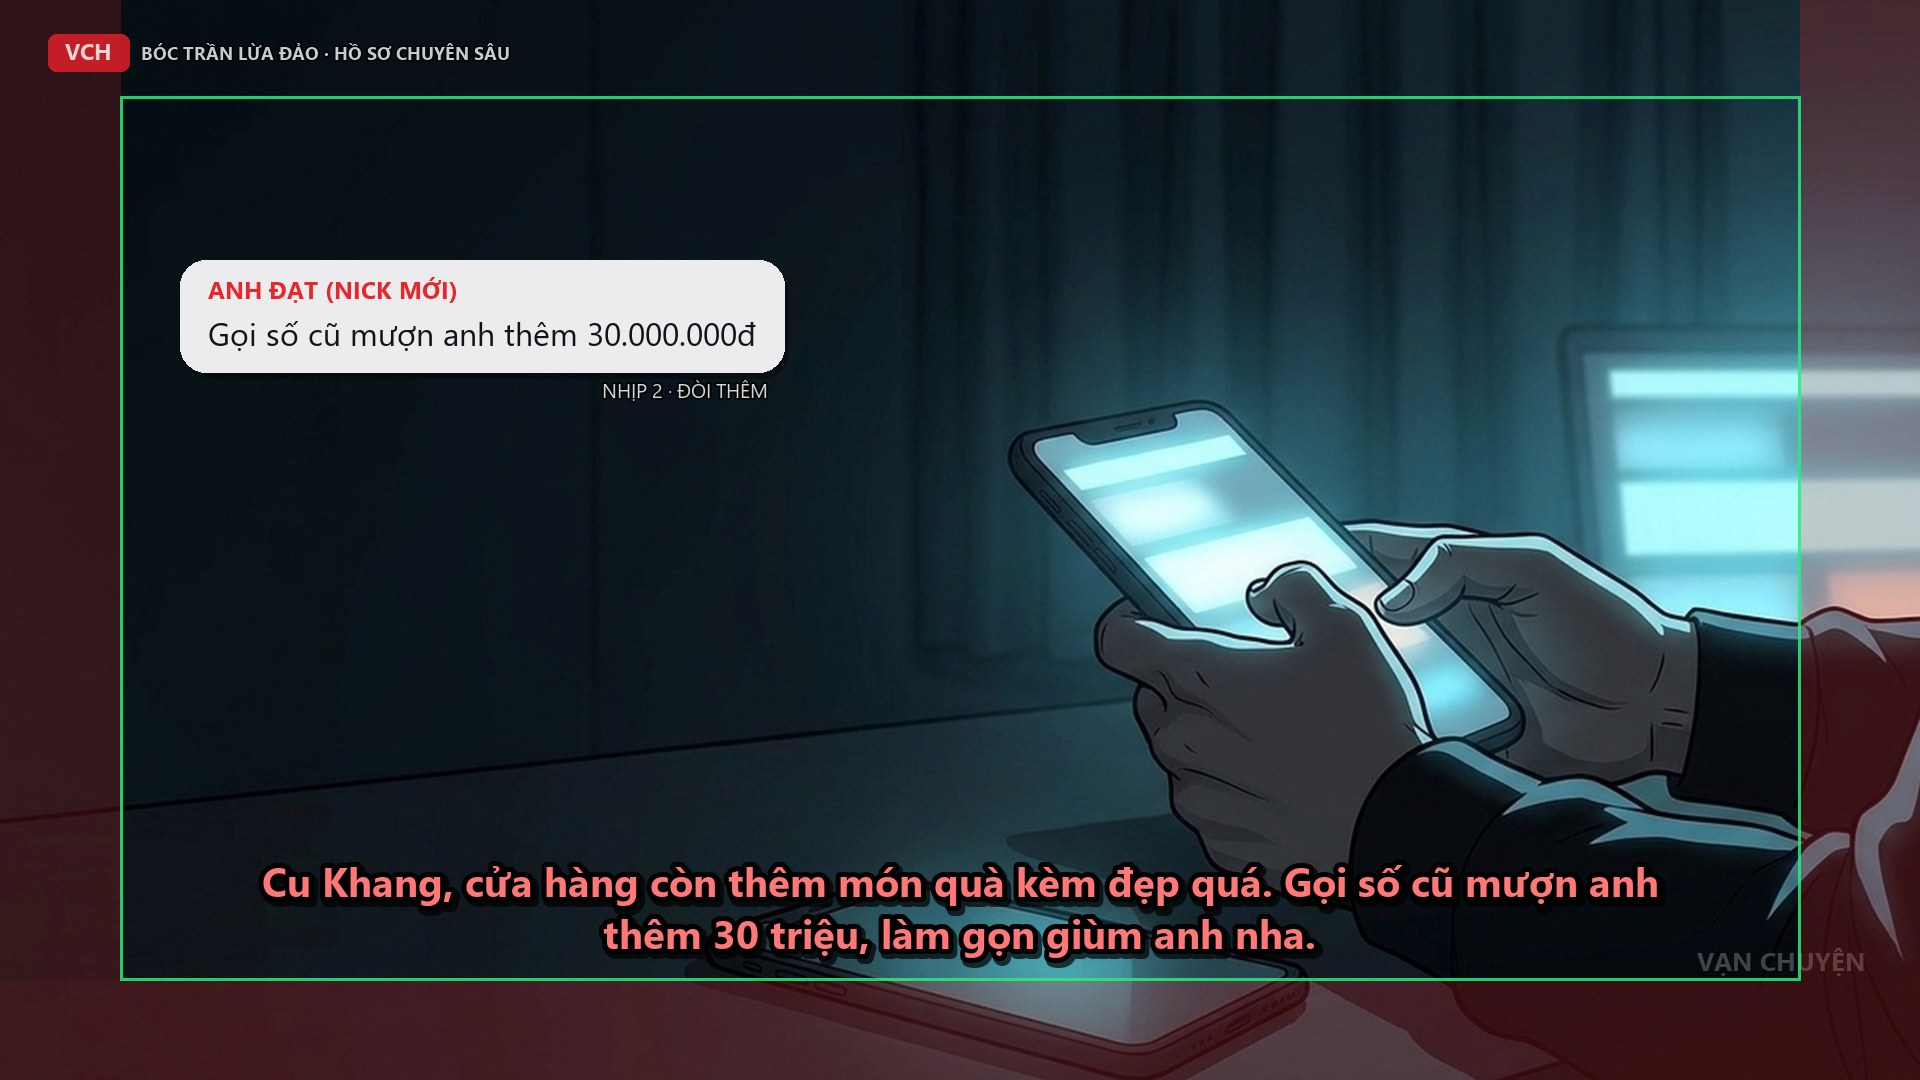 VCH BÓC TRẦN LỪA ĐẢO · HỒ SƠ CHUYÊN SÂU
ANH ĐẠT (NICK MỚI)
Gọi số cũ mượn anh thêm 30.000.000đ
NHỊP 2 · ĐÒI THÊM
Cu Khang, cửa hàng còn thêm món quà kèm đẹp quá. Gọi số cũ mượn anh
thêm 30 triệu, làm gọn giùm anh nha.
VẠN CHUYỆN